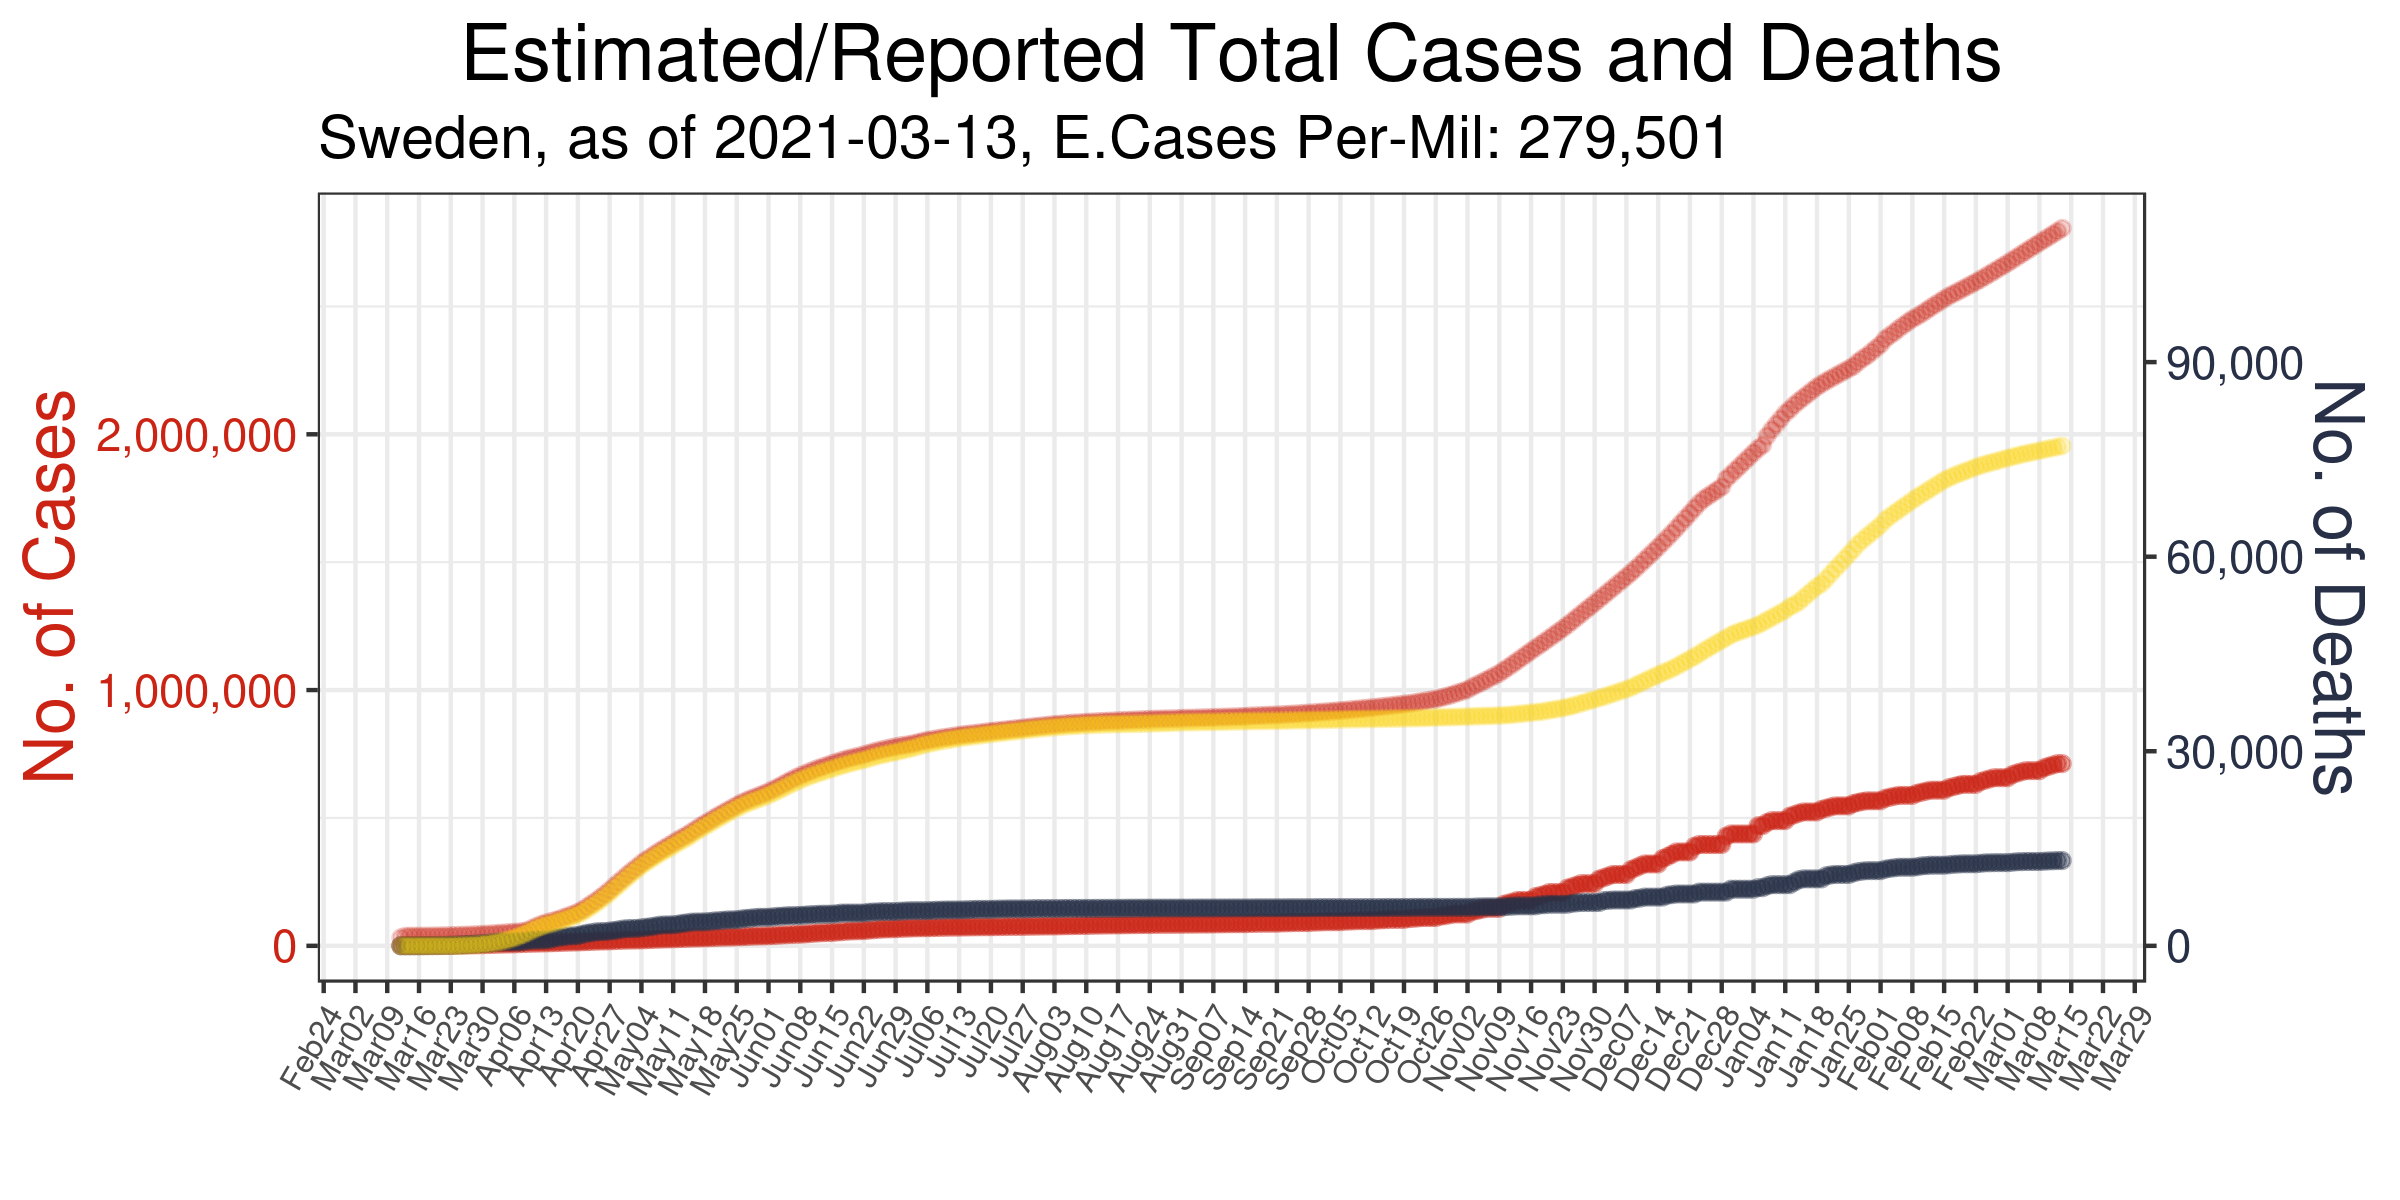 Estimated/Reported Total Cases and Deaths
Sweden, as of 2021-03-13, E.Cases Per-Mil: 279,501
No. of Cases
2,000,000
1,000,000
0
90,000
60,000
30,000
0
No. of Deaths
Feb24
Mar02
Mar09
Mar16
Mar23
Mar30
Apr06
Apr13
Apr20
Apr27
May04
May11
May18
May25
Jun01
Jun08
Jun15
Jun22
Jun29
Jul06
Jul13
Jul20
Jul27
Aug03
Aug10
Aug17
Aug24
Aug31
Sep07
Sep14
Sep21
Sep28
Oct05
Oct12
Oct19
Oct26
Nov02
Nov09
Nov16
Nov23
Nov30
Dec07
Dec14
Dec21
Dec28
Jan04
Jan11
Jan18
Jan25
Feb01
Feb08
Feb15
Feb22
Mar01
Mar08
Mar15
Mar22
Mar29